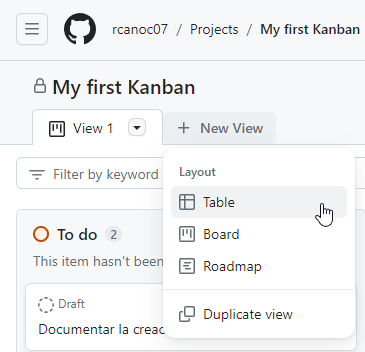 rcanoc07 / Projects / My first Kanban
My first Kanban
View 1
New View
Filter by keyword
Layout
Table
Board
Roadmap
Duplicate view
To do 2
This item hasn't been
Draft
Documentar la creac